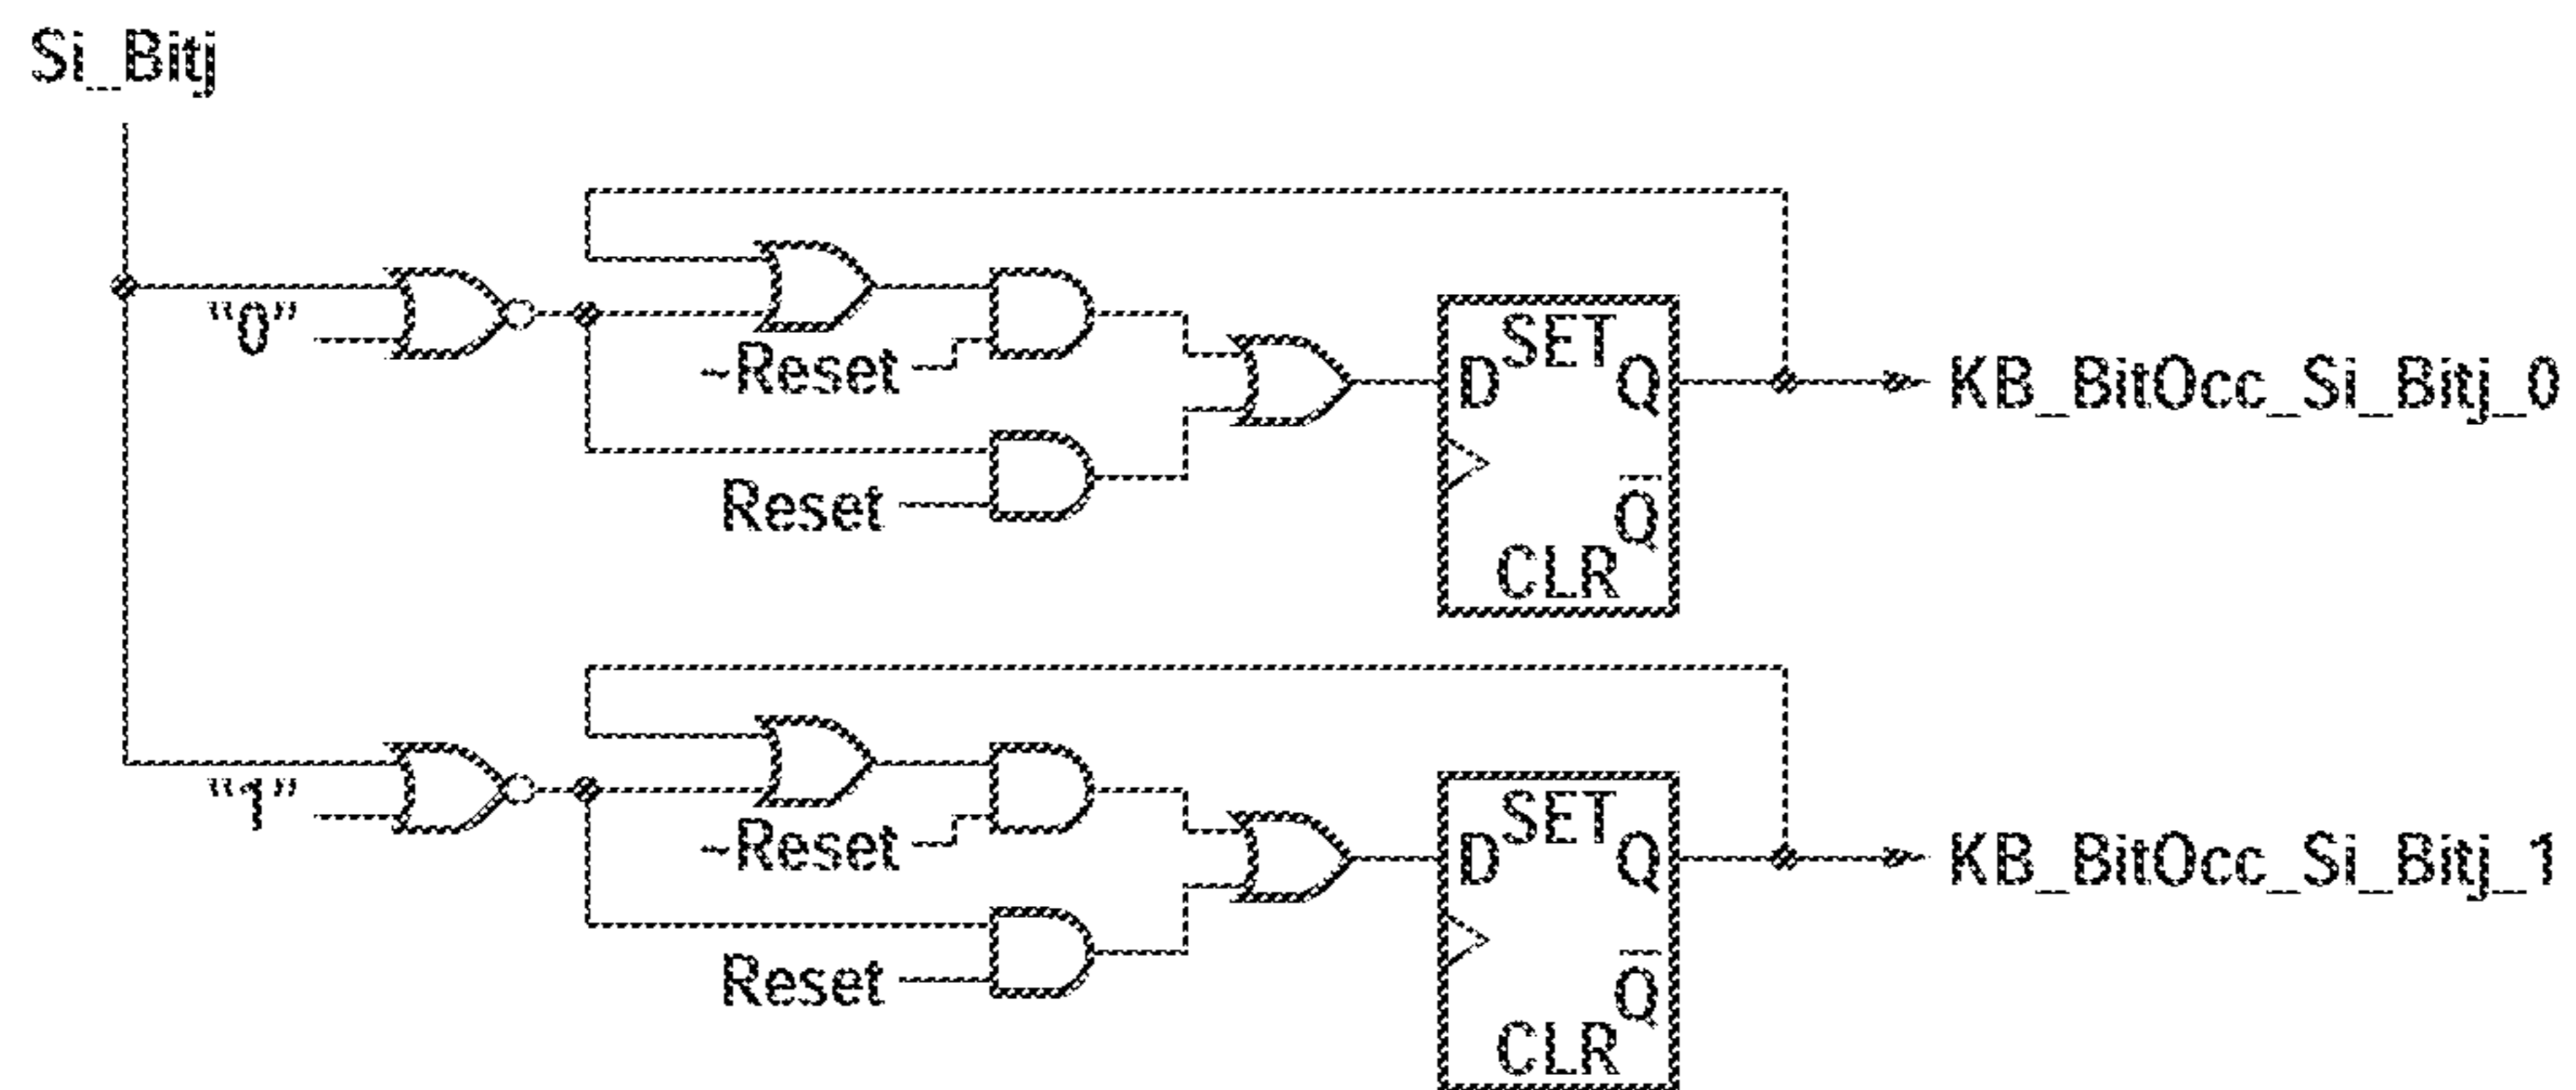 Si_Bitj
"0"
~Reset
Reset
D SET Q
Q
CLR
KB_BitOcc_Si_Bitj_0
"1"
~Reset
Reset
D SET Q
Q
CLR
KB_BitOcc_Si_Bitj_1